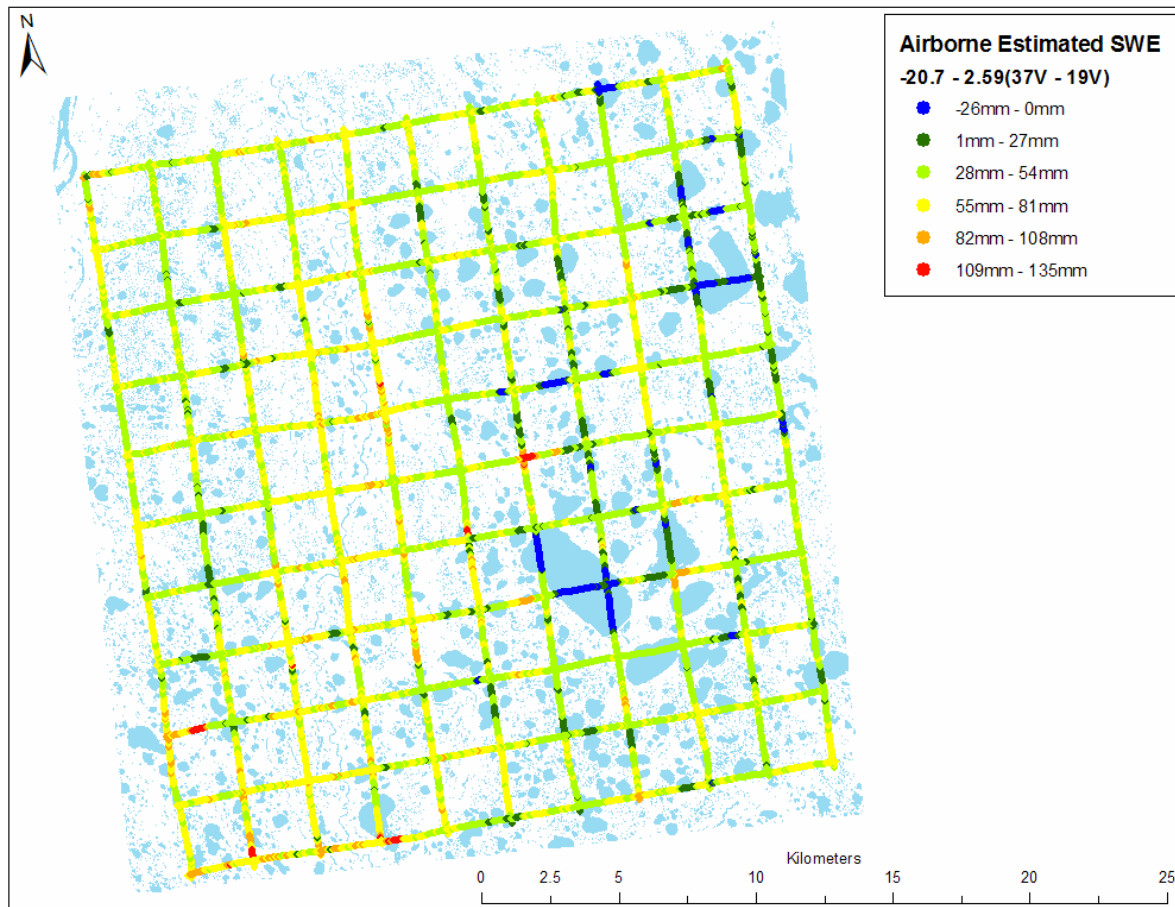 N
Airborne Estimated SWE
-20.7 - 2.59(37V - 19V)
-26mm - 0mm
1mm - 27mm
28mm - 54mm
55mm - 81mm
82mm - 108mm
109mm - 135mm
Kilometers
0 2.5 5 10 15 20 25